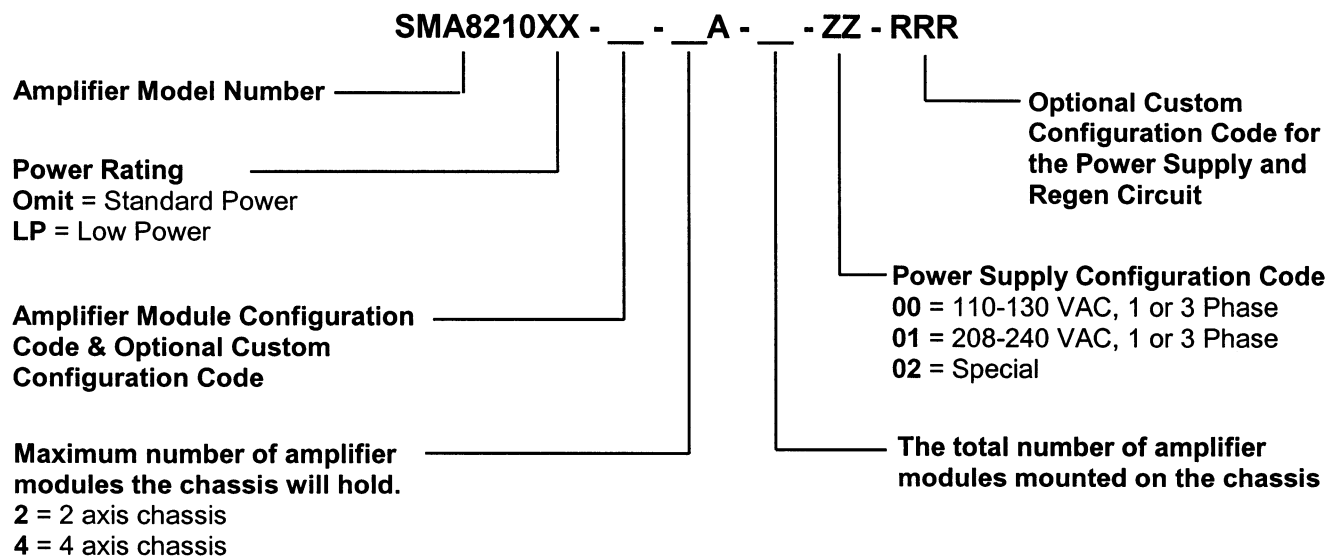 SMA8210XX - __ - __A - __ - ZZ - RRR
Amplifier Model Number
Power Rating
Omit = Standard Power
LP = Low Power
Amplifier Module Configuration
Code & Optional Custom
Configuration Code
Maximum number of amplifier
modules the chassis will hold.
2 = 2 axis chassis
4 = 4 axis chassis
Optional Custom
Configuration Code for
the Power Supply and
Regen Circuit
Power Supply Configuration Code
00 = 110-130 VAC, 1 or 3 Phase
01 = 208-240 VAC, 1 or 3 Phase
02 = Special
The total number of amplifier
modules mounted on the chassis